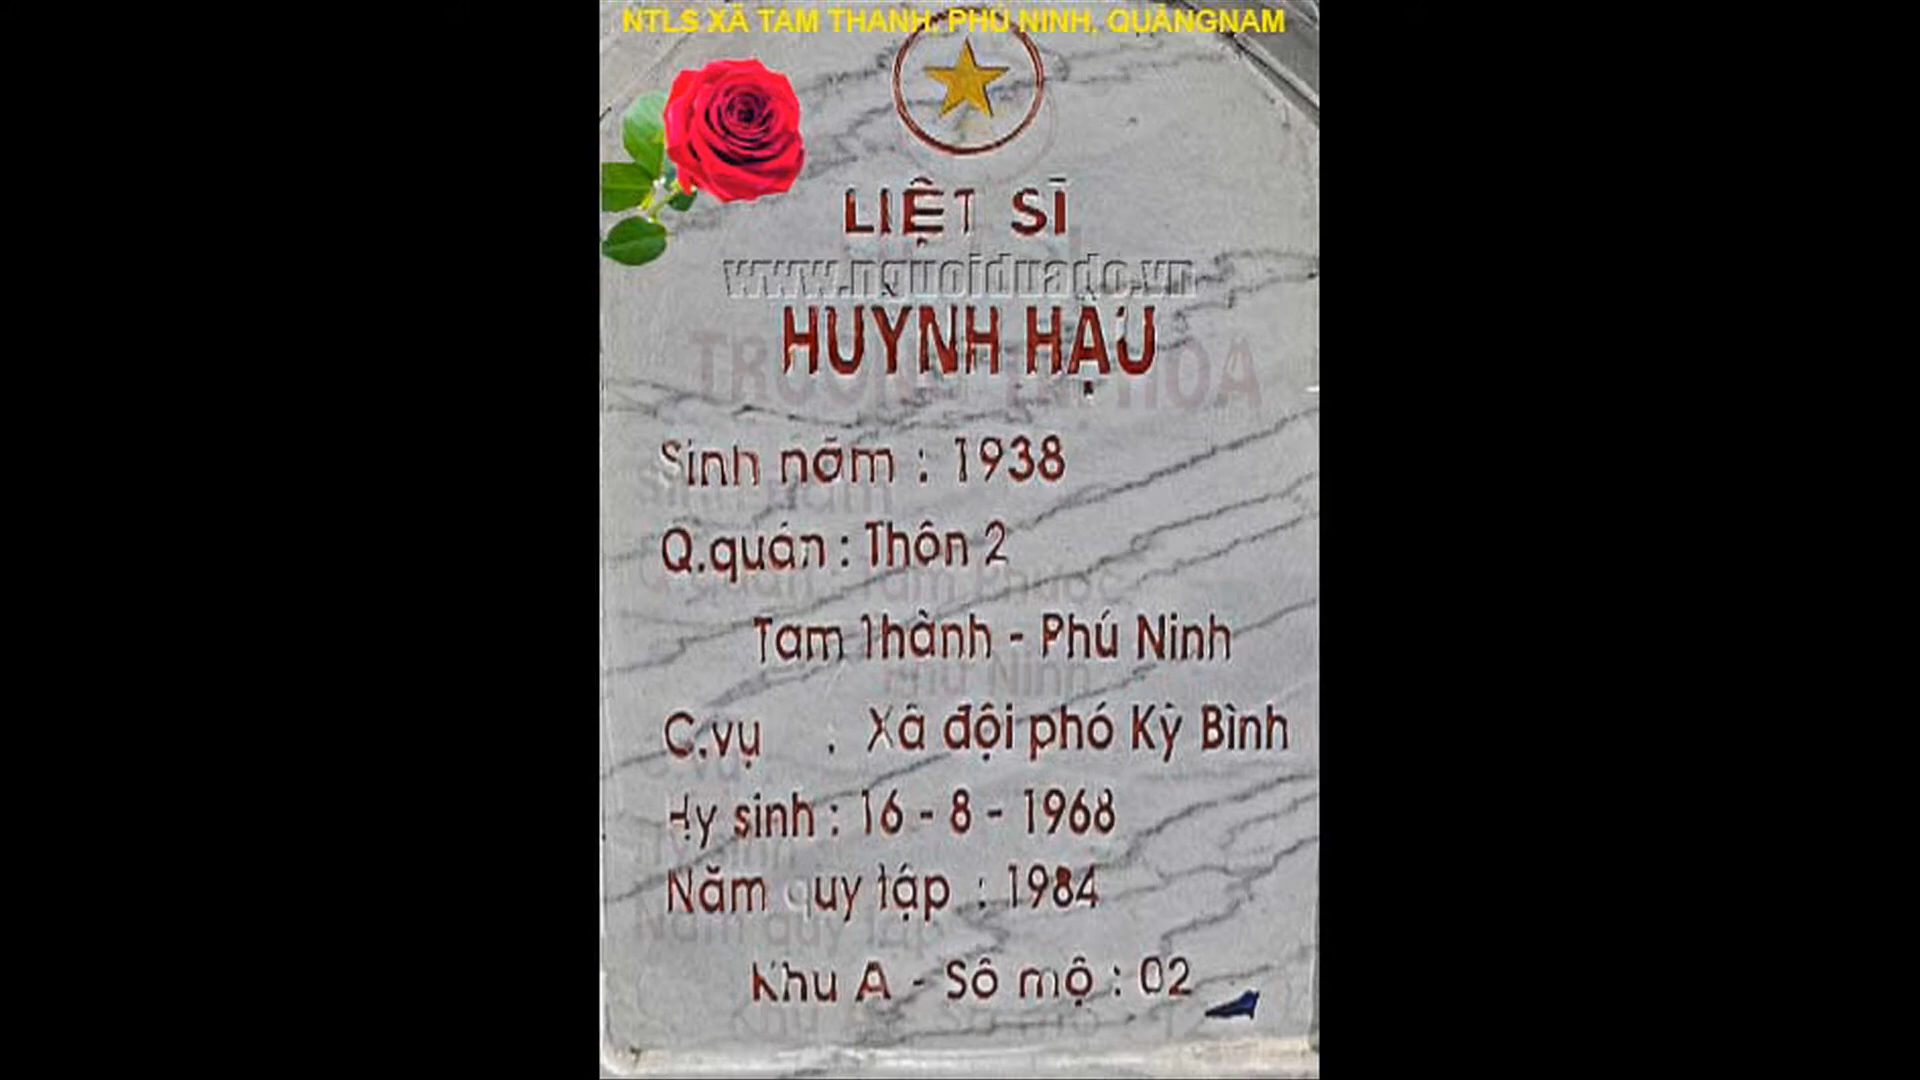 NTLS XÃ TAM THANH, PHÚ NINH, QUẢNGNAM
LIỆT SĨ
www.nguoiduado.vn
HUỲNH HẬU
Sinh năm : 1938
Q.quán : Thôn 2
Tam Thành - Phú Ninh
C.vụ : Xã đội phó Kỳ Bình
Hy sinh : 16 - 8 - 1968
Năm quy tập : 1984
Khu A - Số mộ : 02